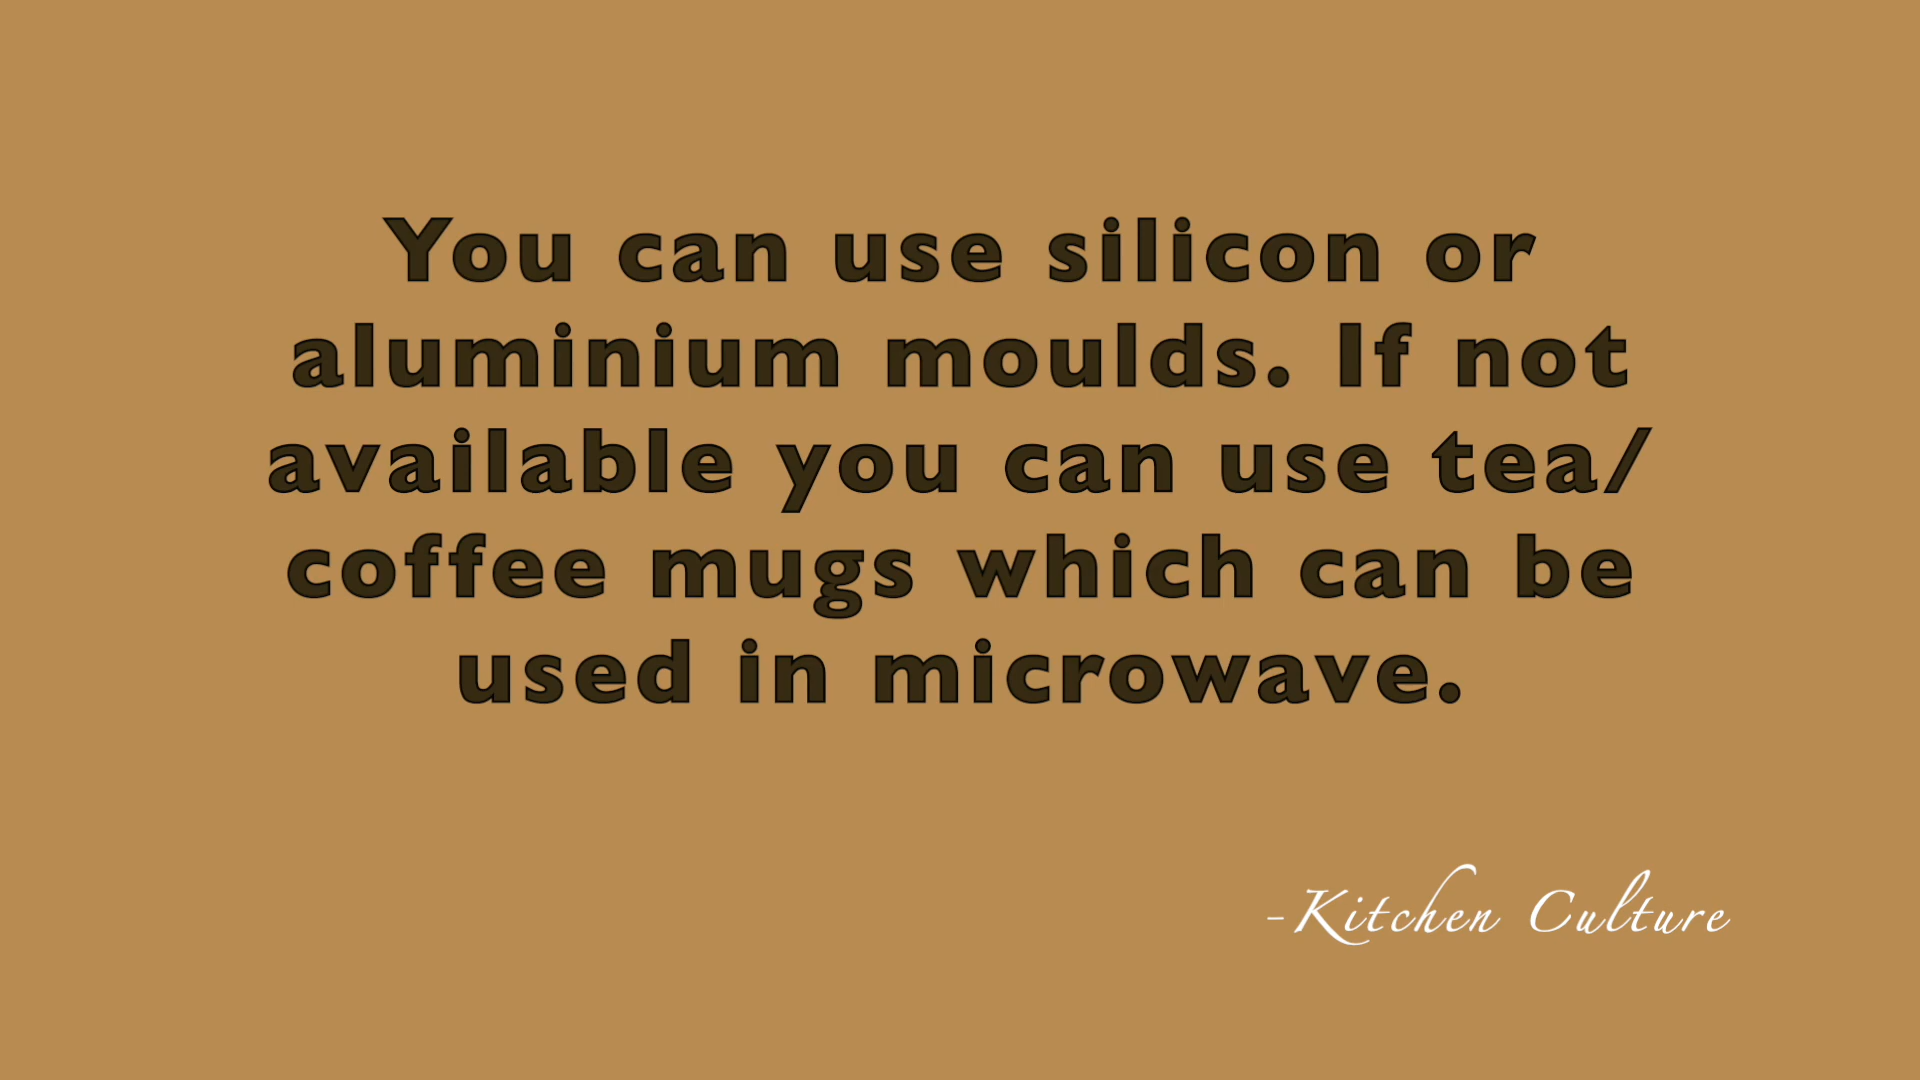 You can use silicon or
aluminium moulds. If not
available you can use tea/
coffee mugs which can be
used in microwave.
-Kitchen Culture